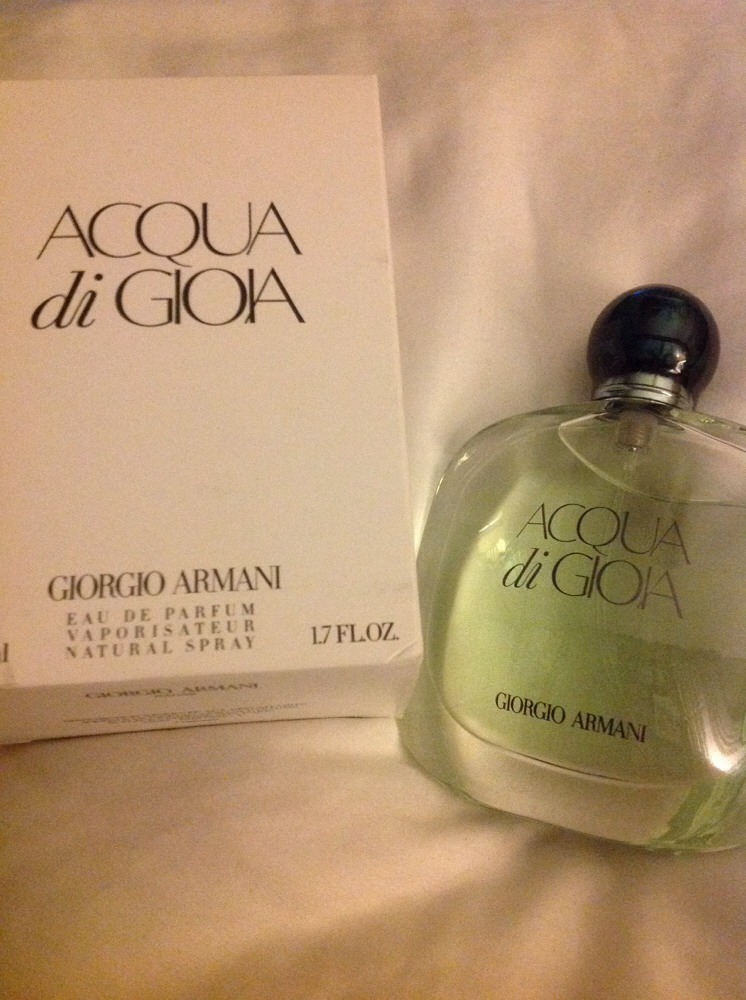 ACQUA
di GIOIA
GIORGIO ARMANI
EAU DE PARFUM
VAPORISATEUR
NATURAL SPRAY
1.7 FL.OZ.
GIORGIO ARMANI
ACQUA
di GIOIA
GIORGIO ARMANI